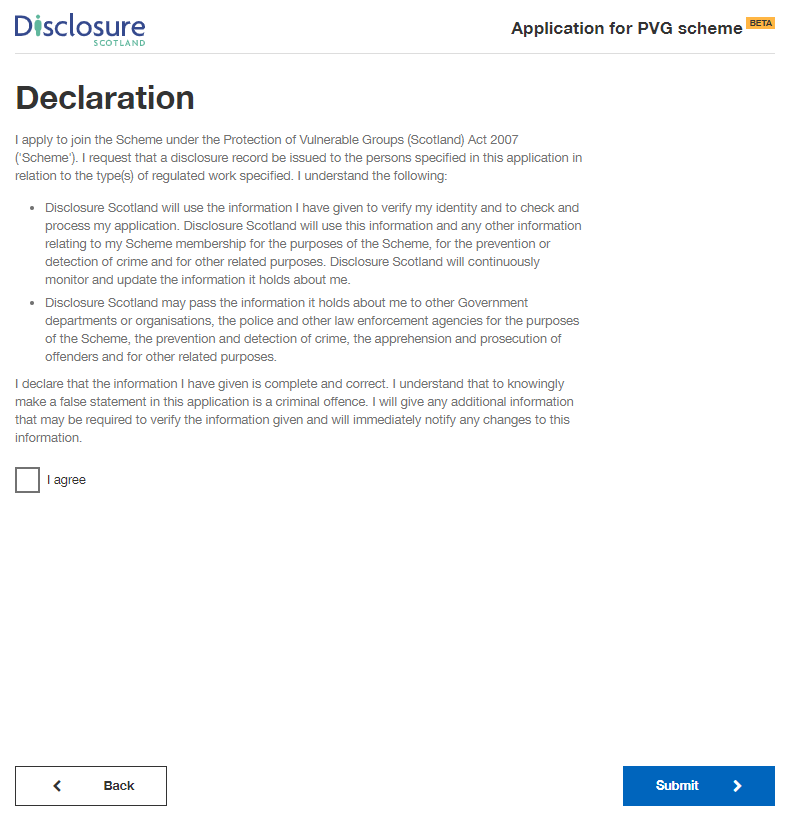 Disclosure
SCOTLAND
Application for PVG scheme BETA
Declaration
I apply to join the Scheme under the Protection of Vulnerable Groups (Scotland) Act 2007
('Scheme'). I request that a disclosure record be issued to the persons specified in this application in
relation to the type(s) of regulated work specified. I understand the following:
• Disclosure Scotland will use the information I have given to verify my identity and to check and
process my application. Disclosure Scotland will use this information and any other information
relating to my Scheme membership for the purposes of the Scheme, for the prevention or
detection of crime and for other related purposes. Disclosure Scotland will continuously
monitor and update the information it holds about me.
• Disclosure Scotland may pass the information it holds about me to other Government
departments or organisations, the police and other law enforcement agencies for the purposes
of the Scheme, the prevention and detection of crime, the apprehension and prosecution of
offenders and for other related purposes.
I declare that the information I have given is complete and correct. I understand that to knowingly
make a false statement in this application is a criminal offence. I will give any additional information
that may be required to verify the information given and will immediately notify any changes to this
information.
I agree
Back
Submit